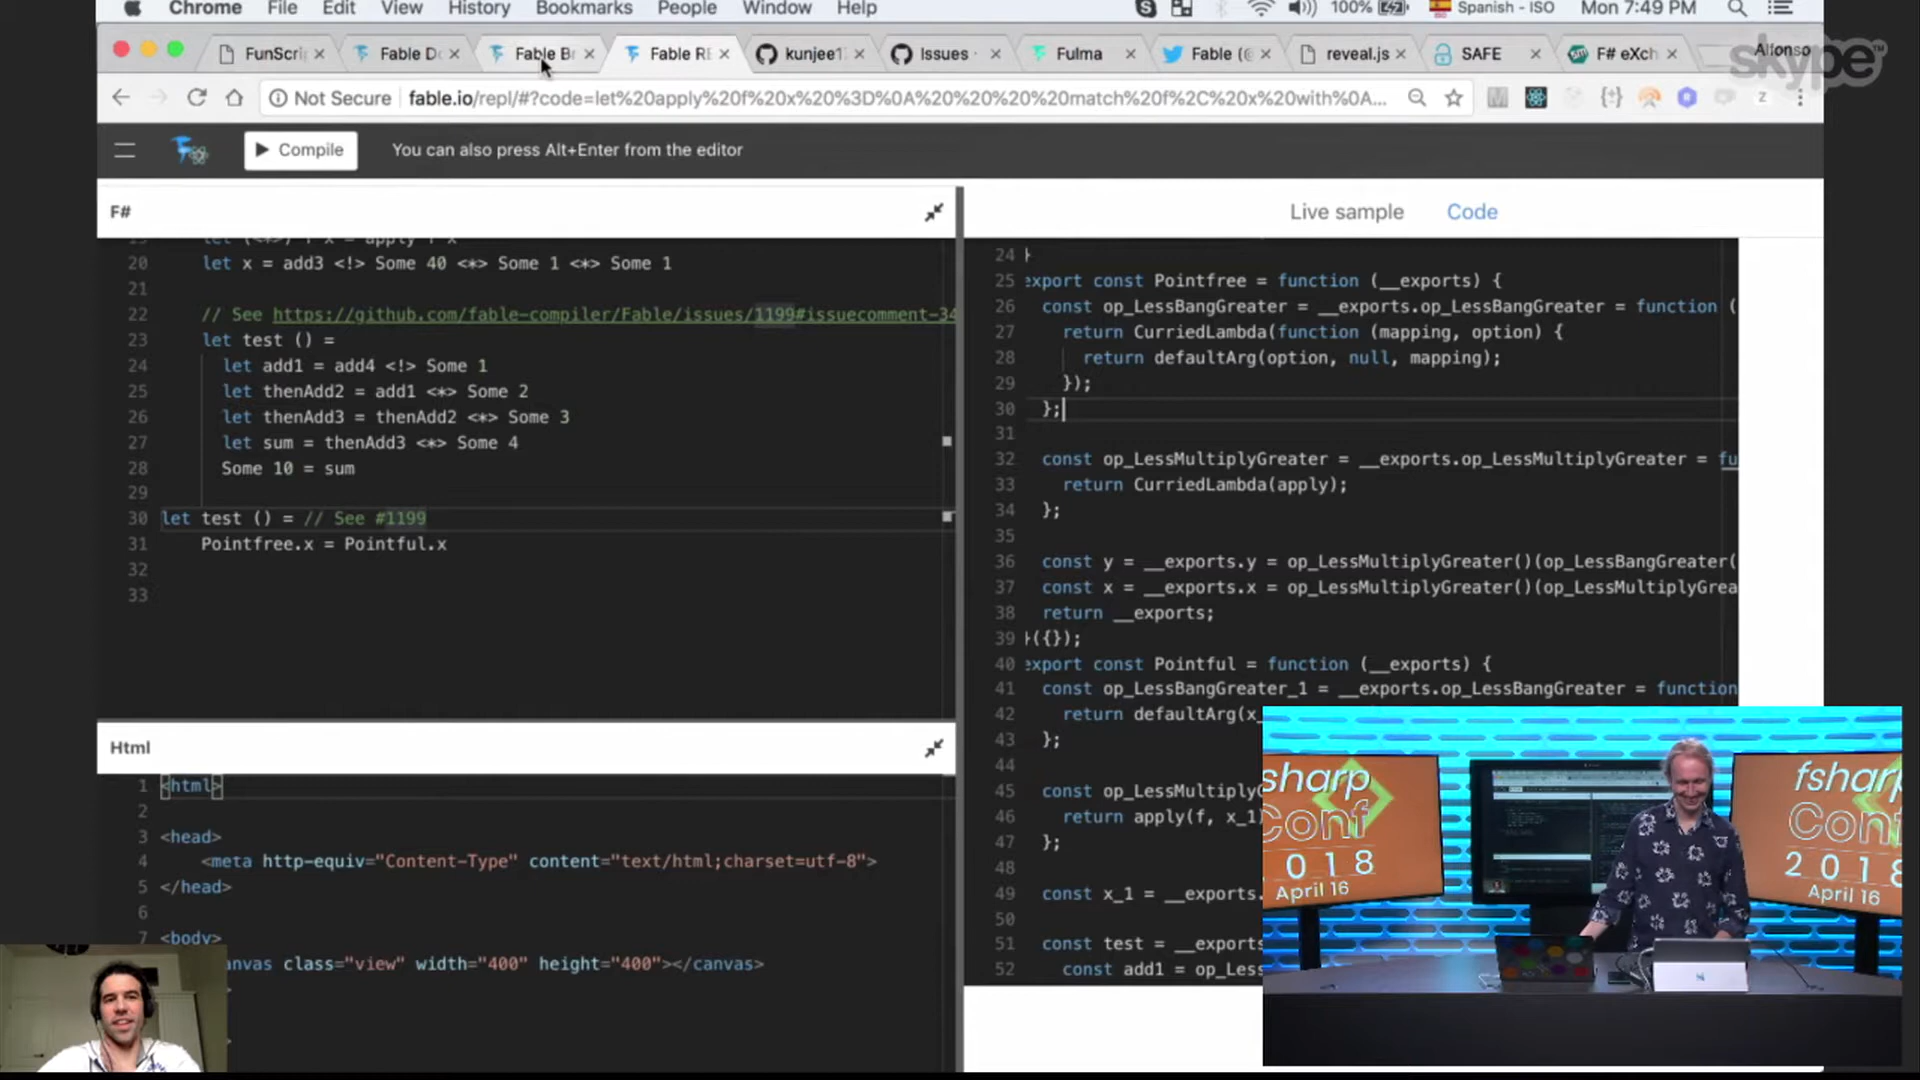 Chrome File Edit View History Bookmarks People Window Help 100% Spanish - ISO Mon 7:49 PM
FunScri Fable D Fable B Fable RE kunjee1 Issues · Fulma Fable (@ reveal.js SAFE F# eXch Alfonso
skype™
Not Secure fable.io/repl/#?code=let%20apply%20f%20x%20%3D%0A%20%20%20%20match%20f%2C%20x%20with%0A...
Compile You can also press Alt+Enter from the editor
F#
20 let x = add3 <!> Some 40 <*> Some 1 <*> Some 1
21
22 // See https://github.com/fable-compiler/Fable/issues/1199#issuecomment-34
23 let test () =
24 let add1 = add4 <!> Some 1
25 let thenAdd2 = add1 <*> Some 2
26 let thenAdd3 = thenAdd2 <*> Some 3
27 let sum = thenAdd3 <*> Some 4
28 Some 10 = sum
29
30 let test () = // See #1199
31 Pointfree.x = Pointful.x
32
33
Html
1 <html>
2
3 <head>
4 <meta http-equiv="Content-Type" content="text/html;charset=utf-8">
5 </head>
6
7 <body>
anvas class="view" width="400" height="400"></canvas>
Live sample Code
24 }
25 export const Pointfree = function (__exports) {
26 const op_LessBangGreater = __exports.op_LessBangGreater = function (
27 return CurriedLambda(function (mapping, option) {
28 return defaultArg(option, null, mapping);
29 });
30 };
31
32 const op_LessMultiplyGreater = __exports.op_LessMultiplyGreater = fu
33 return CurriedLambda(apply);
34 };
35
36 const y = __exports.y = op_LessMultiplyGreater()(op_LessBangGreater(
37 const x = __exports.x = op_LessMultiplyGreater()(op_LessMultiplyGrea
38 return __exports;
39 }({});
40 export const Pointful = function (__exports) {
41 const op_LessBangGreater_1 = __exports.op_LessBangGreater = function
42 return defaultArg(x_
43 };
44
45 const op_LessMultiplyG
46 return apply(f, x_1)
47 };
48
49 const x_1 = __exports.
50
51 const test = __exports
52 const add1 = op_Les
fsharp
Conf
2018
April 16
fsharp
Conf
2018
April 16